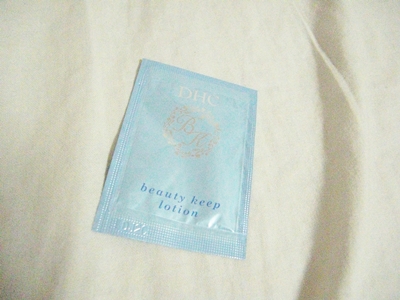 DHC
BK
beauty keep
lotion